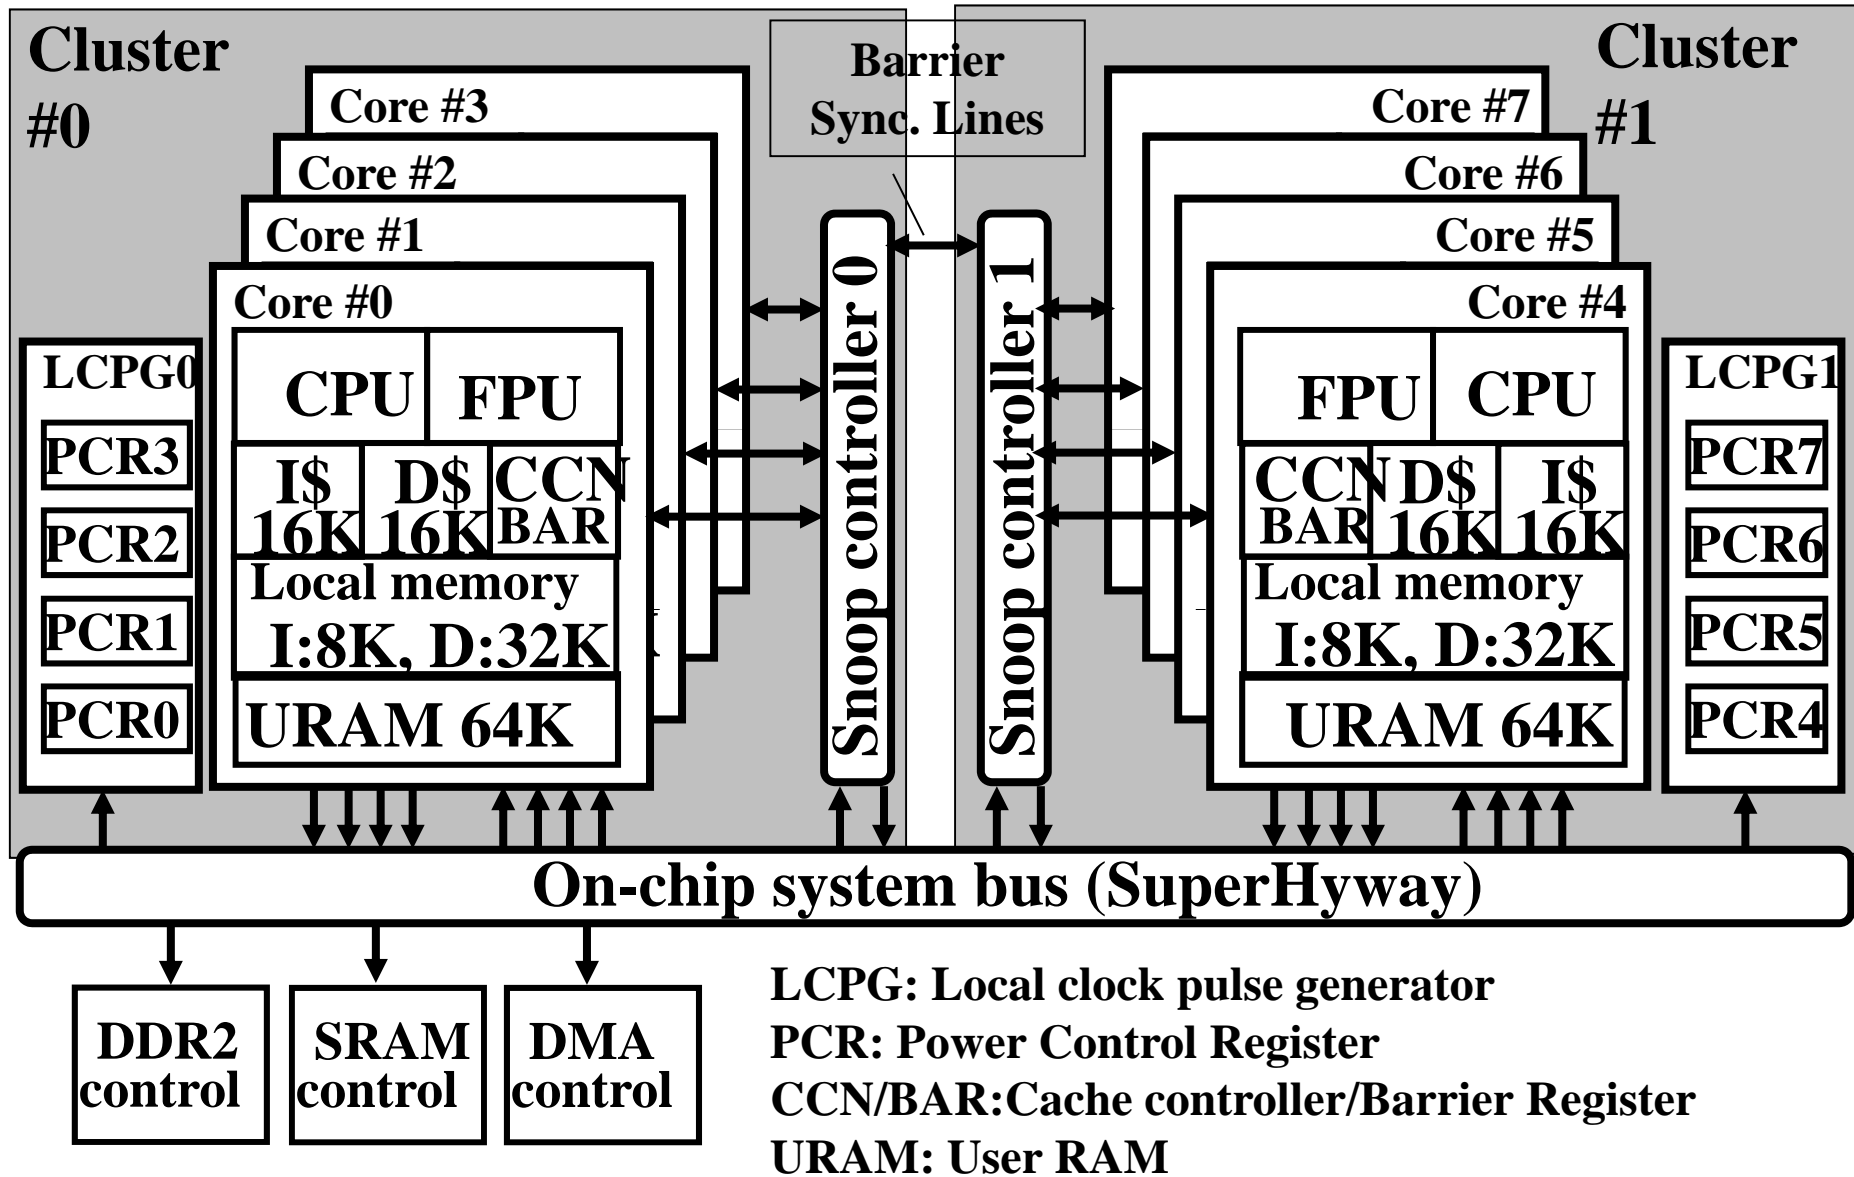 Cluster
#0
Core #3
Core #2
Core #1
Core #0
CPU
FPU
I$
16K
D$
16K
CCN
BAR
Local memory
I:8K, D:32K
URAM 64K
LCPG0
PCR3
PCR2
PCR1
PCR0
Barrier
Sync. Lines
Snoop controller 0
Snoop controller 1
Cluster
#1
Core #7
Core #6
Core #5
Core #4
FPU
CPU
CCN
BAR
D$
16K
I$
16K
Local memory
I:8K, D:32K
URAM 64K
LCPG1
PCR7
PCR6
PCR5
PCR4
On-chip system bus (SuperHyway)
DDR2
control
SRAM
control
DMA
control
LCPG: Local clock pulse generator
PCR: Power Control Register
CCN/BAR:Cache controller/Barrier Register
URAM: User RAM